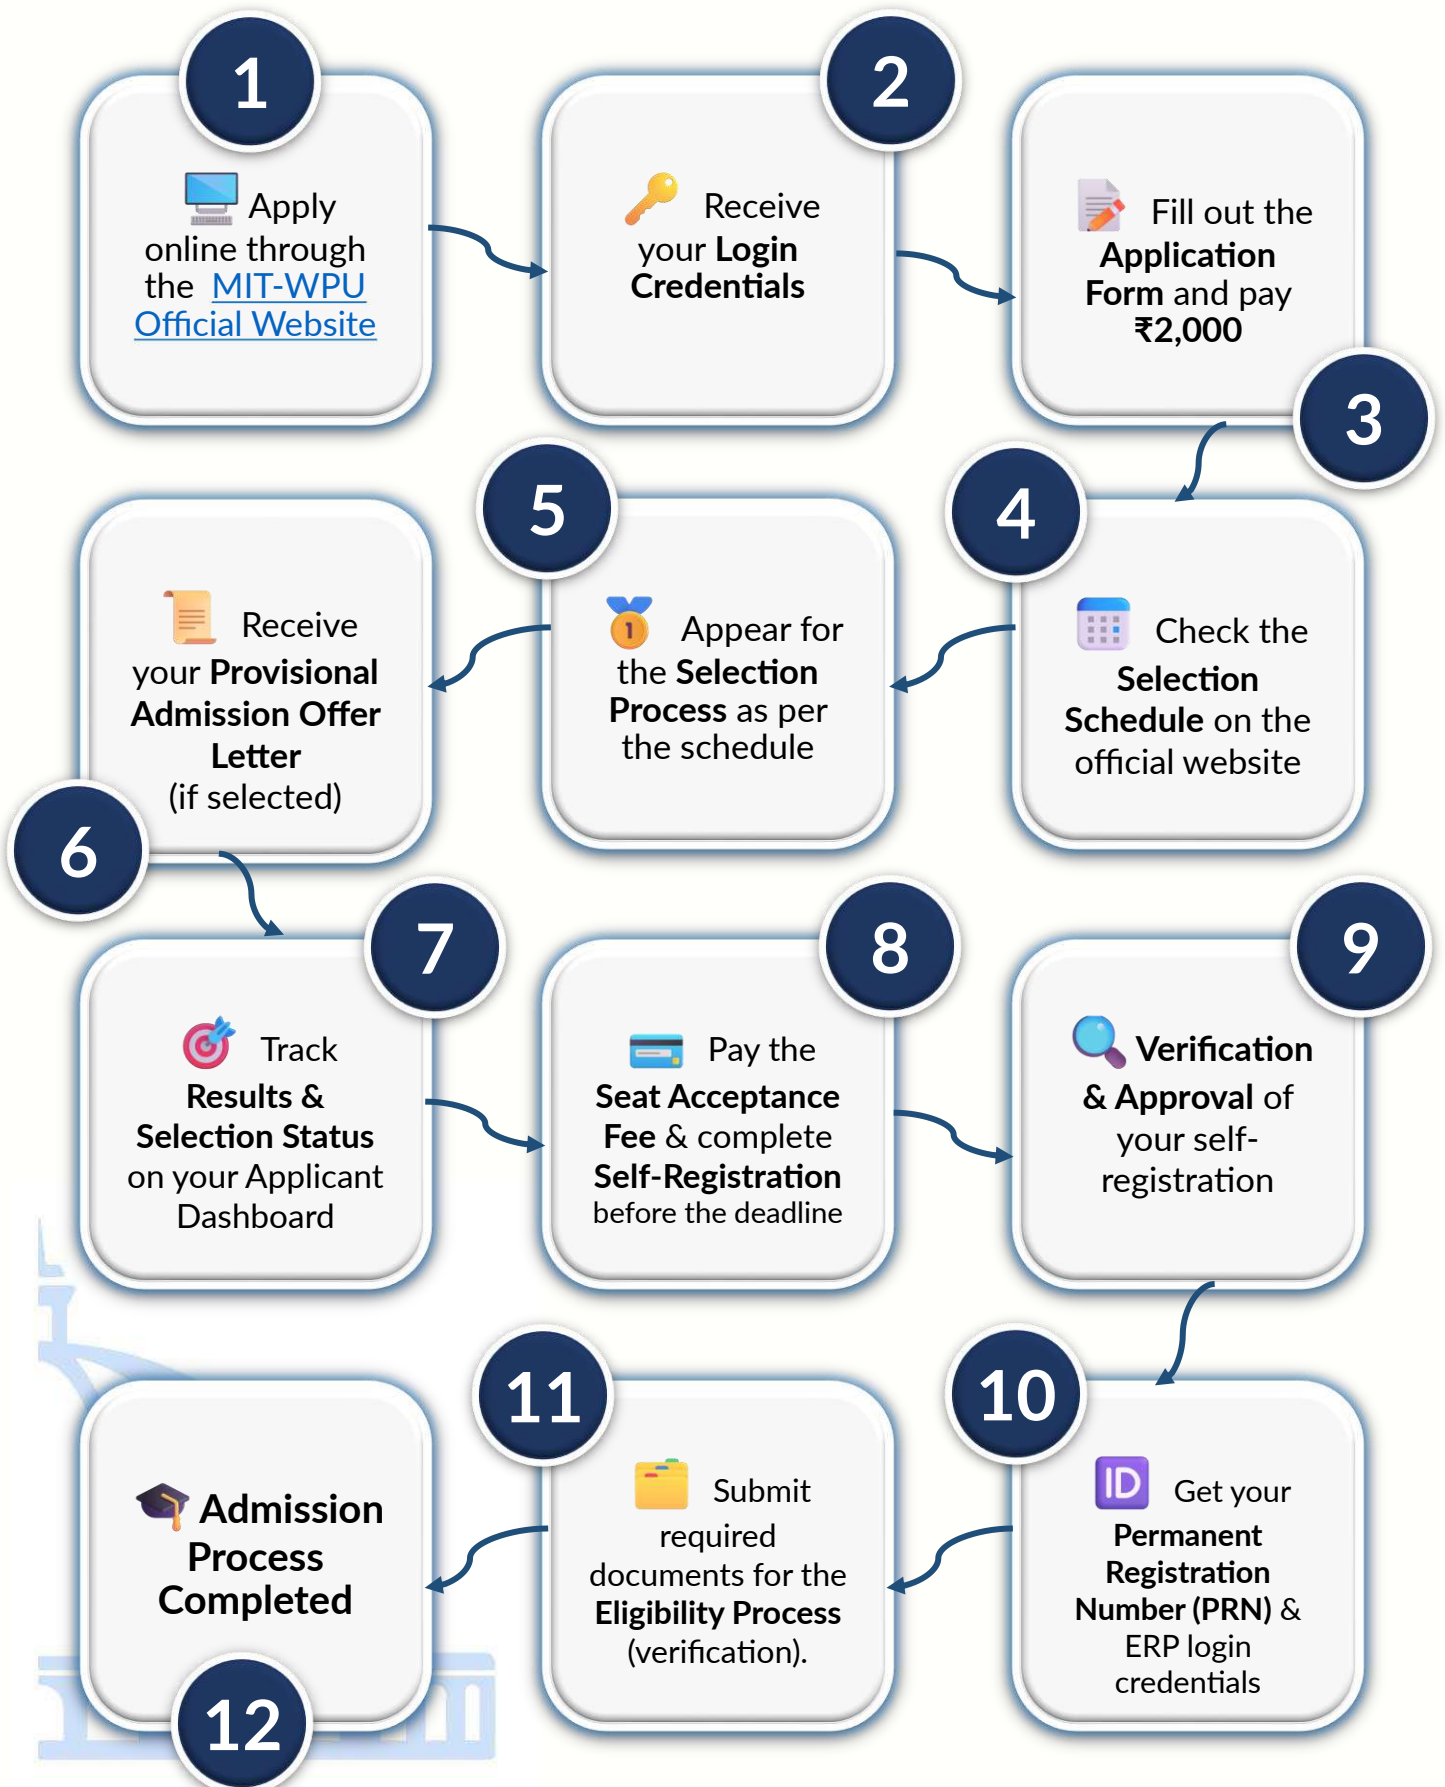 1
Apply
online through
the MIT-WPU
Official Website
2
Receive
your Login
Credentials
3
Fill out the
Application
Form and pay
₹2,000
4
Check the
Selection
Schedule on the
official website
5
Appear for
the Selection
Process as per
the schedule
6
Receive
your Provisional
Admission Offer
Letter
(if selected)
7
Track
Results &
Selection Status
on your Applicant
Dashboard
8
Pay the
Seat Acceptance
Fee & complete
Self-Registration
before the deadline
9
Verification
& Approval of
your self-
registration
10
ID Get your
Permanent
Registration
Number (PRN) &
ERP login
credentials
11
Submit
required
documents for the
Eligibility Process
(verification).
12
Admission
Process
Completed